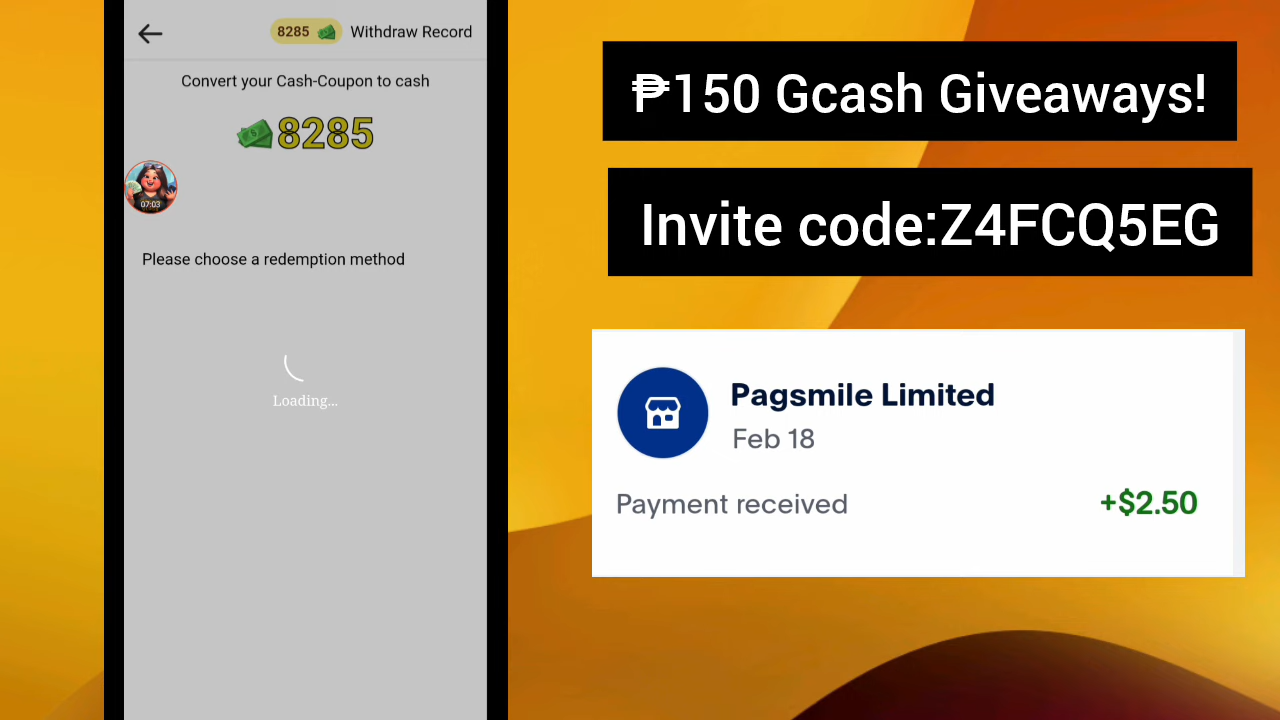 8285 Withdraw Record
Convert your Cash-Coupon to cash
8285
07:03
Please choose a redemption method
Loading...
₱150 Gcash Giveaways!
Invite code:Z4FCQ5EG
Pagsmile Limited
Feb 18
Payment received +$2.50